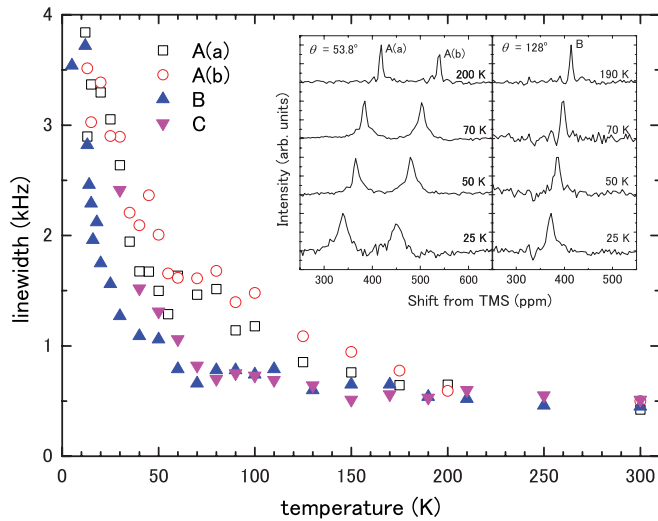 4
3
2
1
0
0
50
100
150
200
250
300
linewidth (kHz)
temperature (K)
A(a)
A(b)
B
C
θ = 53.8°
A(a)
A(b)
200 K
70 K
50 K
25 K
θ = 128°
B
190 K
70 K
50 K
25 K
Intensity (arb. units)
300
400
500
600
300
400
500
Shift from TMS (ppm)